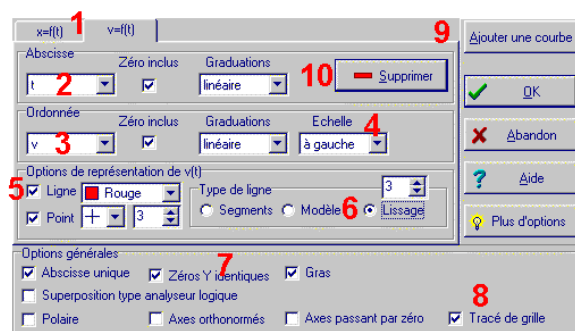 x=f(t) 1 v=f(t) 9
Ajouter une courbe
Abscisse
Zéro inclus Graduations
t 2 linéaire 10 Supprimer
OK
Ordonnée
Zéro inclus Graduations Echelle 4
v 3 linéaire à gauche
Abandon
Options de représentation de v(t)
5 Ligne Rouge Type de ligne 3
Aide
Point 3 Segments Modèle 6 Lissage
Plus d'options
Options générales
Abscisse unique Zéros Y identiques 7 Gras
Superposition type analyseur logique 8
Polaire Axes orthonormés Axes passant par zéro Tracé de grille